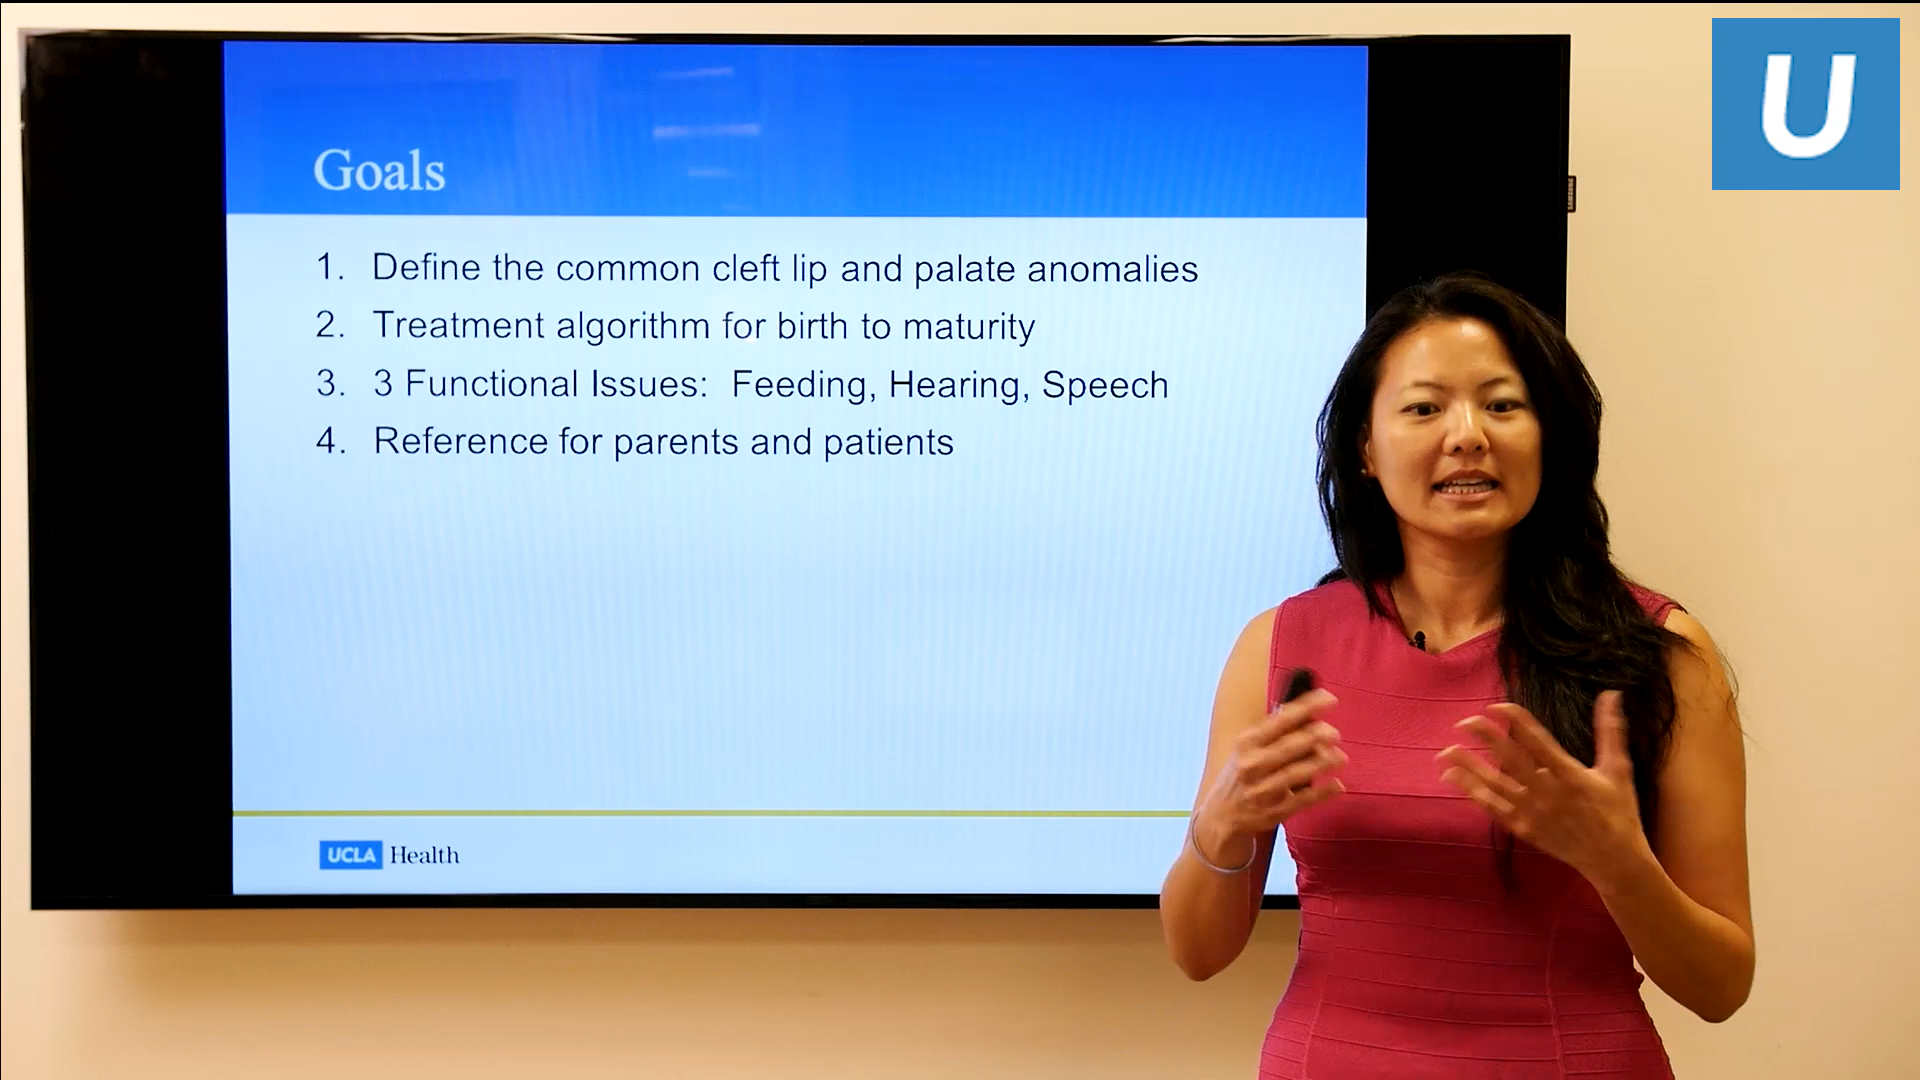 U
Goals
1. Define the common cleft lip and palate anomalies
2. Treatment algorithm for birth to maturity
3. 3 Functional Issues: Feeding, Hearing, Speech
4. Reference for parents and patients
UCLA Health
SAMSUNG